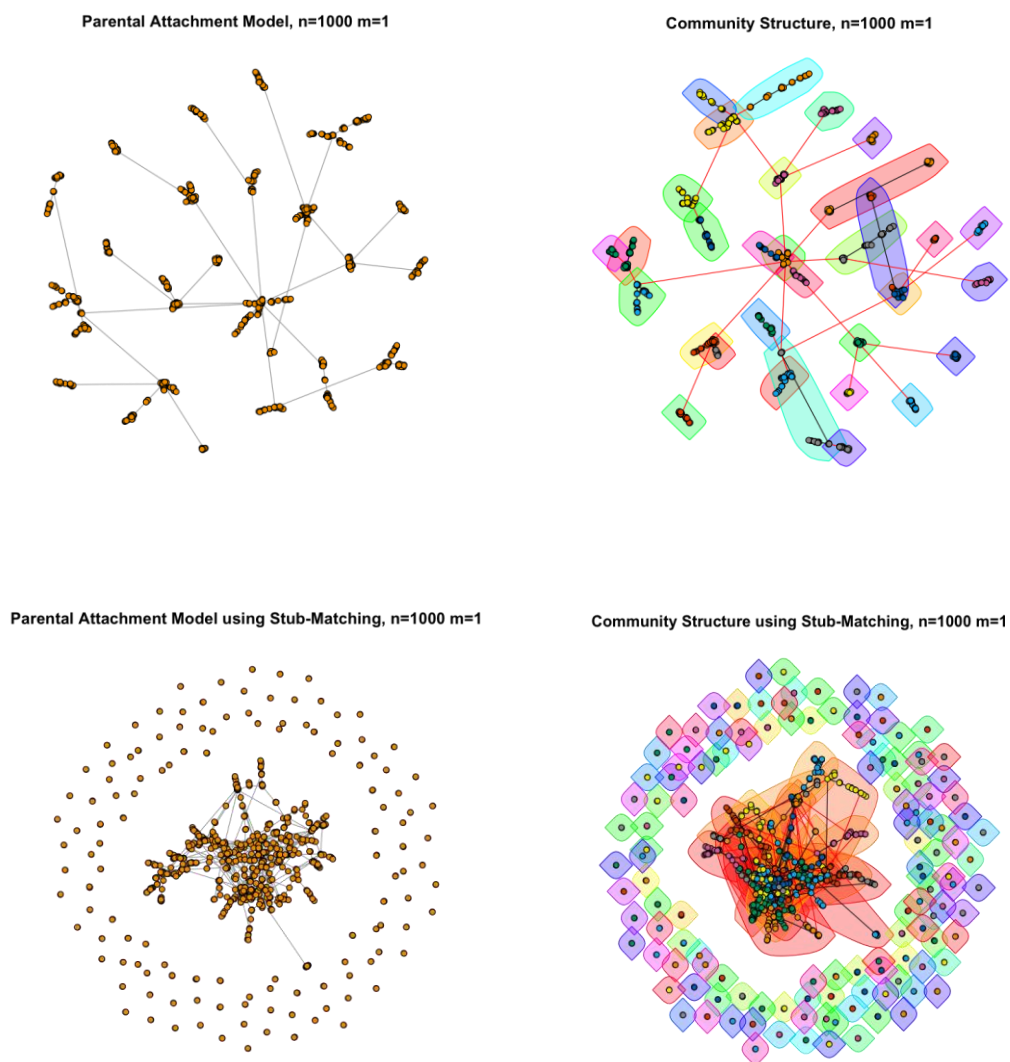 Parental Attachment Model, n=1000 m=1
Community Structure, n=1000 m=1
Parental Attachment Model using Stub-Matching, n=1000 m=1
Community Structure using Stub-Matching, n=1000 m=1